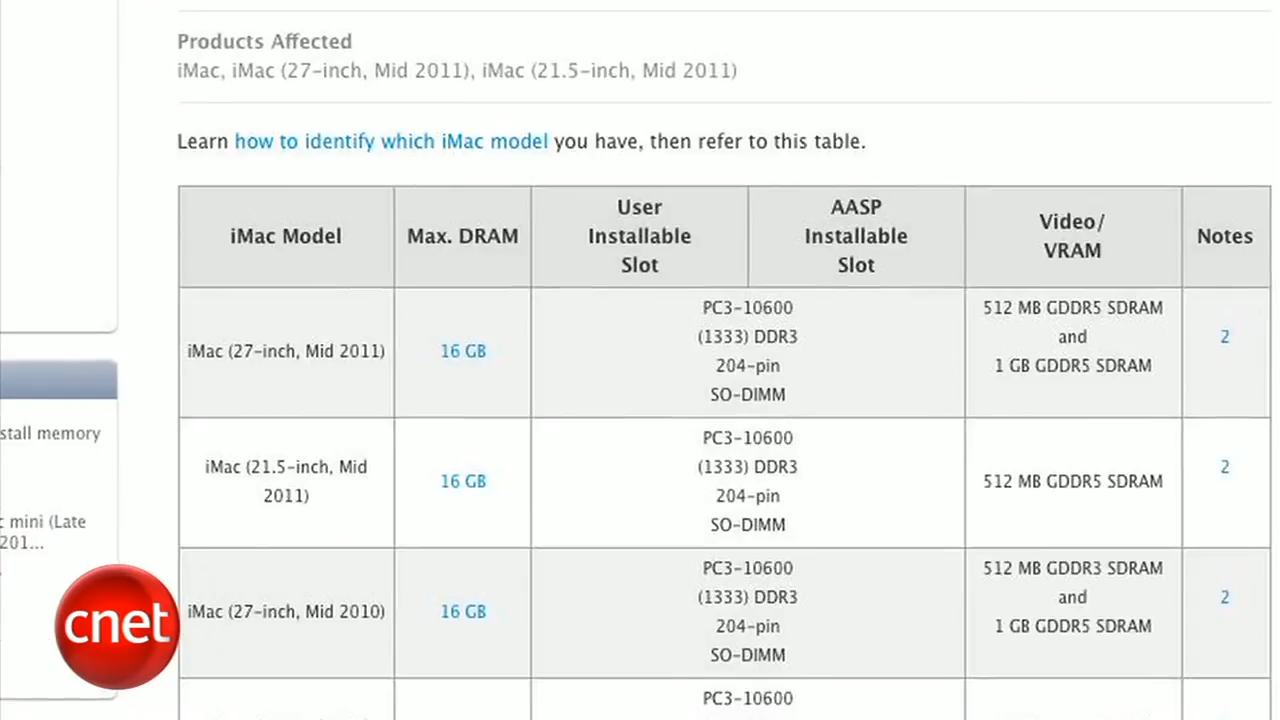 Products Affected
iMac, iMac (27-inch, Mid 2011), iMac (21.5-inch, Mid 2011)
Learn how to identify which iMac model you have, then refer to this table.
iMac Model
Max. DRAM
User
Installable
Slot
AASP
Installable
Slot
Video/
VRAM
Notes
iMac (27-inch, Mid 2011)
16 GB
PC3-10600
(1333) DDR3
204-pin
SO-DIMM
512 MB GDDR5 SDRAM
and
1 GB GDDR5 SDRAM
2
iMac (21.5-inch, Mid
2011)
16 GB
PC3-10600
(1333) DDR3
204-pin
SO-DIMM
512 MB GDDR5 SDRAM
2
iMac (27-inch, Mid 2010)
16 GB
PC3-10600
(1333) DDR3
204-pin
SO-DIMM
512 MB GDDR3 SDRAM
and
1 GB GDDR5 SDRAM
2
PC3-10600
stall memory
c mini (Late
201...
cnet